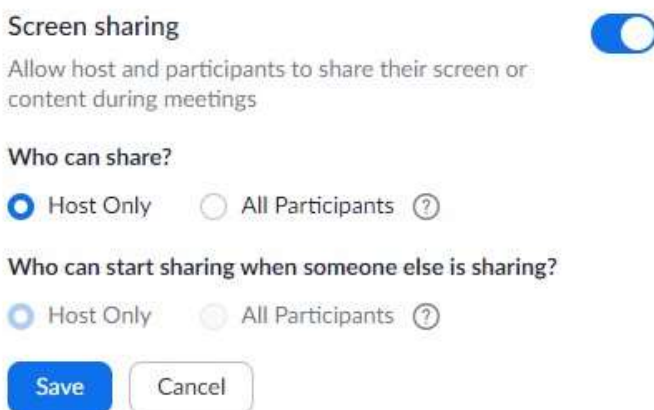 Screen sharing
Allow host and participants to share their screen or
content during meetings
Who can share?
Host Only All Participants ?
Who can start sharing when someone else is sharing?
Host Only All Participants ?
Save Cancel